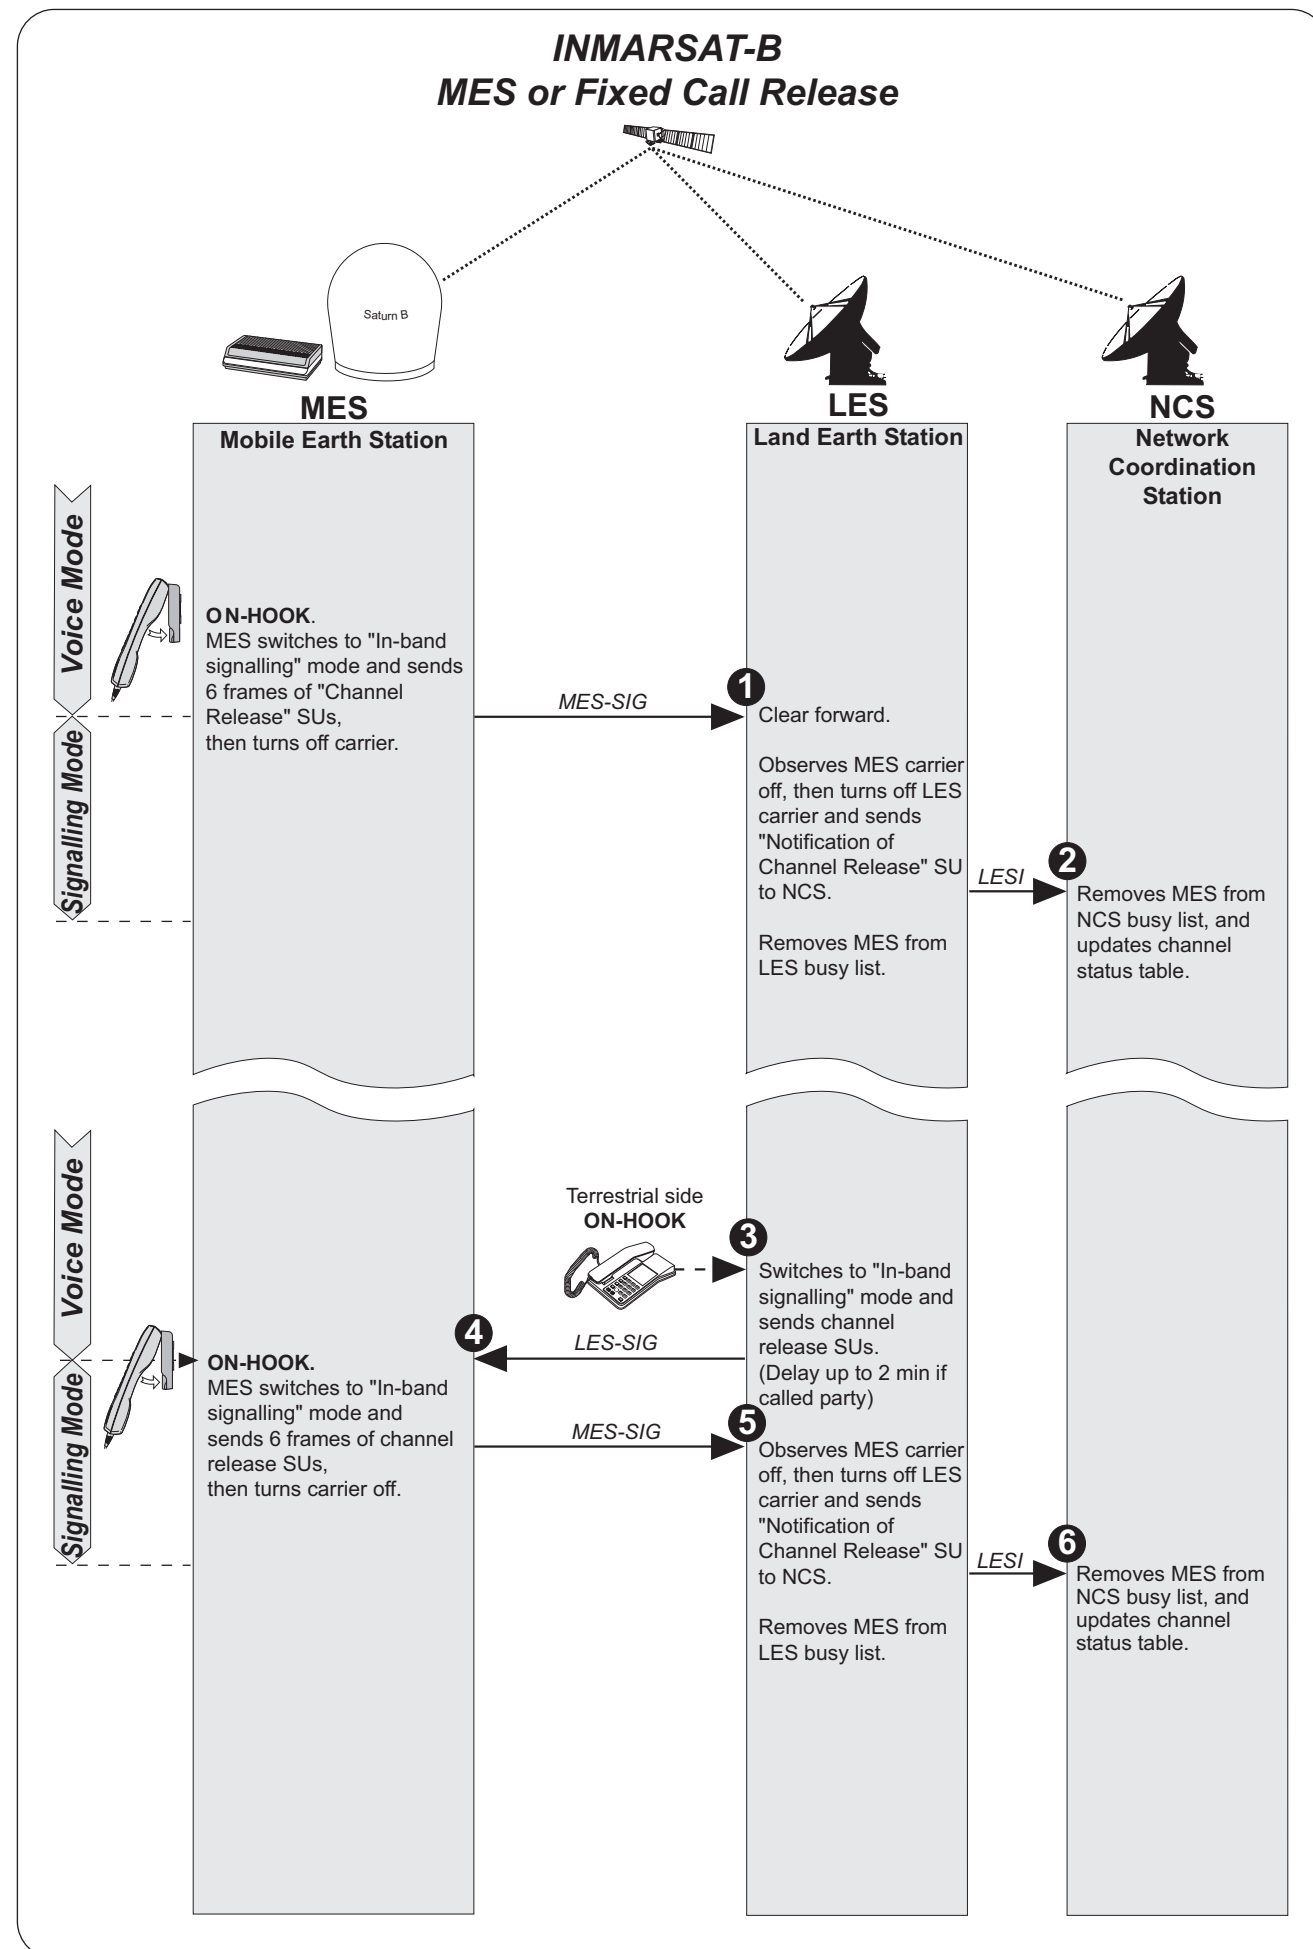 INMARSAT-B
MES or Fixed Call Release
Saturn B
MES
Mobile Earth Station
LES
Land Earth Station
NCS
Network
Coordination
Station
Voice Mode
Signalling Mode
ON-HOOK.
MES switches to "In-band
signalling" mode and sends
6 frames of "Channel
Release" SUs,
then turns off carrier.
MES-SIG
1
Clear forward.
Observes MES carrier
off, then turns off LES
carrier and sends
"Notification of
Channel Release" SU
to NCS.
Removes MES from
LES busy list.
LESI
2
Removes MES from
NCS busy list, and
updates channel
status table.
Voice Mode
Signalling Mode
Terrestrial side
ON-HOOK
3
Switches to "In-band
signalling" mode and
sends channel
release SUs.
(Delay up to 2 min if
called party)
LES-SIG
4
ON-HOOK.
MES switches to "In-band
signalling" mode and
sends 6 frames of channel
release SUs,
then turns carrier off.
MES-SIG
5
Observes MES carrier
off, then turns off LES
carrier and sends
"Notification of
Channel Release" SU
to NCS.
Removes MES from
LES busy list.
LESI
6
Removes MES from
NCS busy list, and
updates channel
status table.